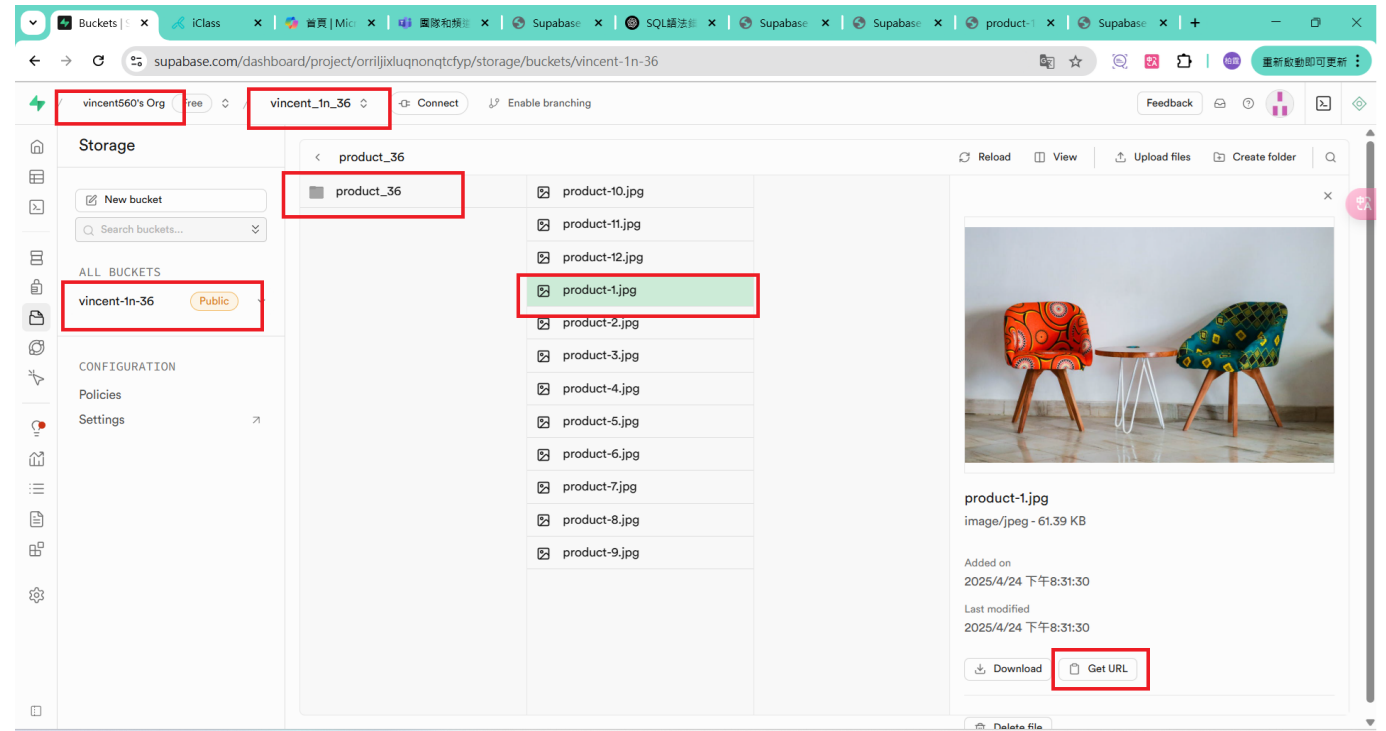 Buckets | S
iClass
首頁 | Mic
團隊和頻
Supabase
SQL語法
Supabase
Supabase
product-1
Supabase
supabase.com/dashboard/project/orriljixluqnonqtcfyp/storage/buckets/vincent-1n-36
重新啟動即可更新
vincent560's Org
Free
vincent_1n_36
Connect
Enable branching
Feedback
Storage
product_36
Reload
View
Upload files
Create folder
New bucket
Search buckets...
ALL BUCKETS
vincent-1n-36
Public
CONFIGURATION
Policies
Settings
product_36
product-10.jpg
product-11.jpg
product-12.jpg
product-1.jpg
product-2.jpg
product-3.jpg
product-4.jpg
product-5.jpg
product-6.jpg
product-7.jpg
product-8.jpg
product-9.jpg
product-1.jpg
image/jpeg - 61.39 KB
Added on
2025/4/24 下午8:31:30
Last modified
2025/4/24 下午8:31:30
Download
Get URL
Delete file